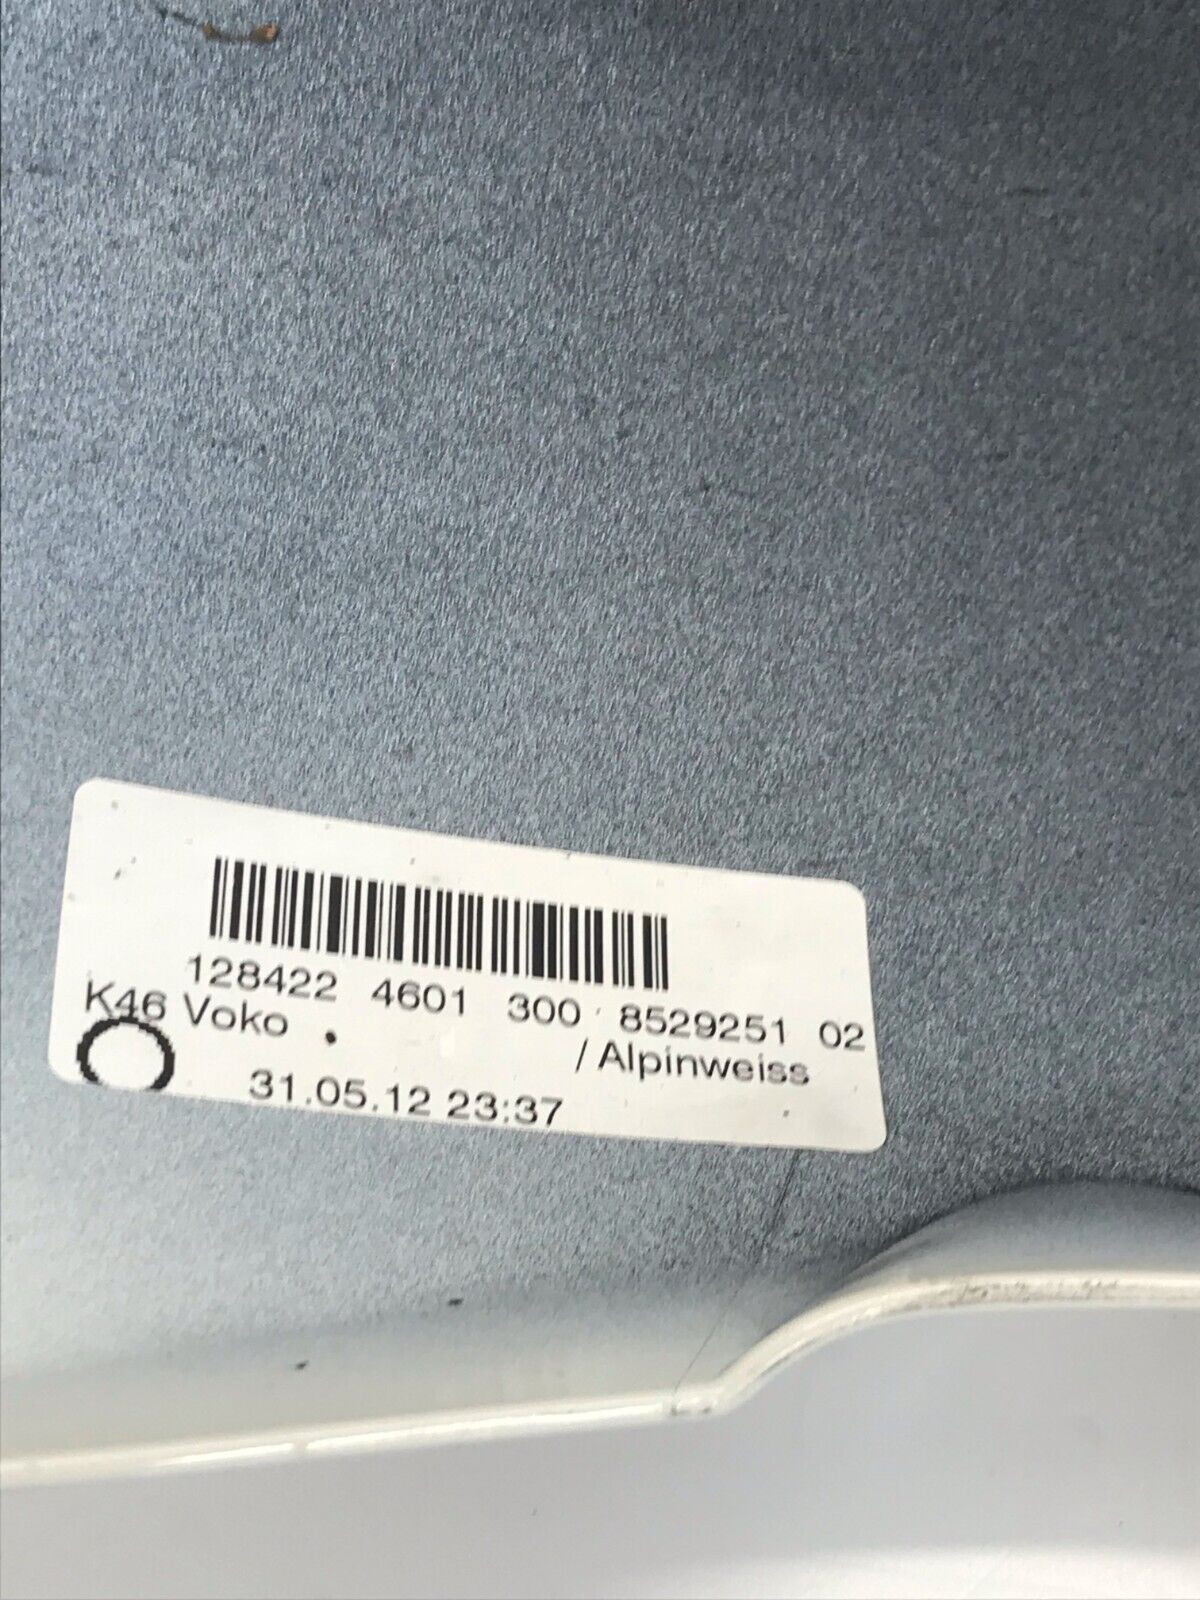 128422 4601 300 8529251 02
K46 Voko
/ Alpinweiss
31.05.12 23:37